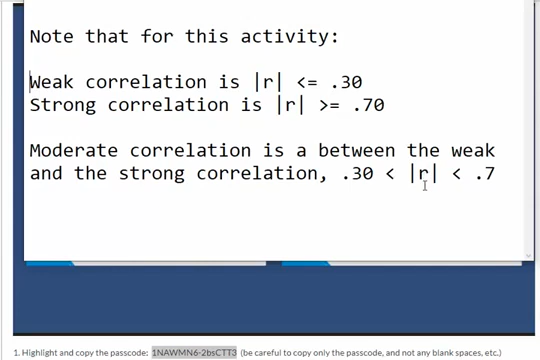 Note that for this activity:
Weak correlation is |r| <= .30
Strong correlation is |r| >= .70
Moderate correlation is a between the weak
and the strong correlation, .30 < |r| < .7
1. Highlight and copy the passcode: 1NAWMN6-2bsCTT3 (be careful to copy only the passcode, and not any blank spaces, etc.)